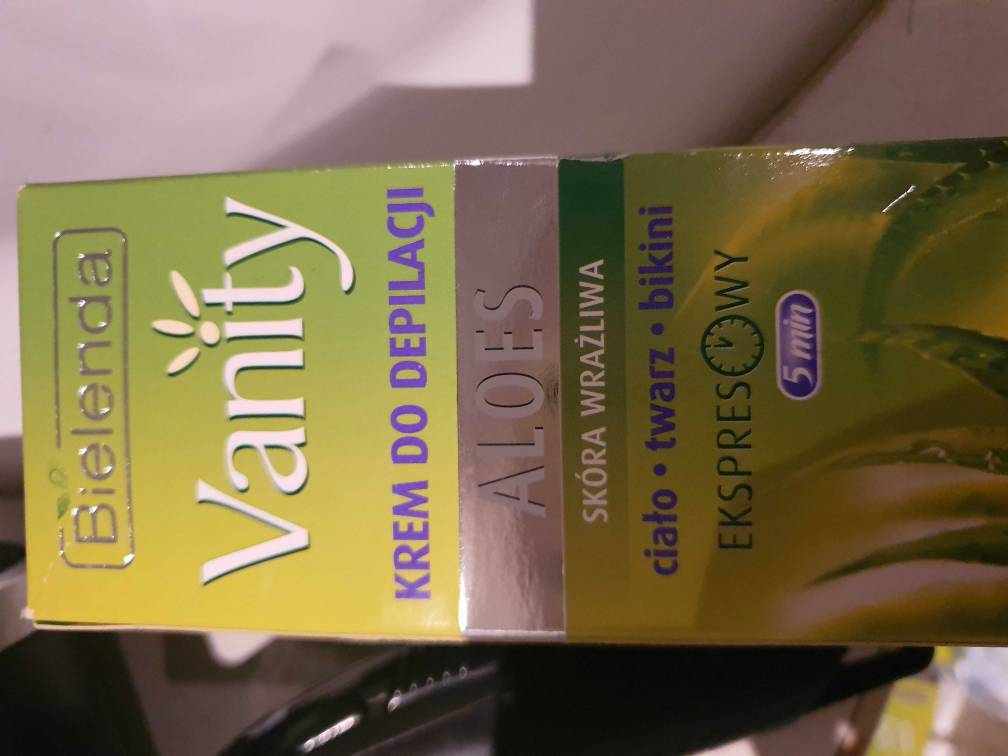 Bielenda
Vanity
KREM DO DEPILACJI
ALOES
SKÓRA WRAŻLIWA
ciało • twarz • bikini
EKSPRESOWY
5 min